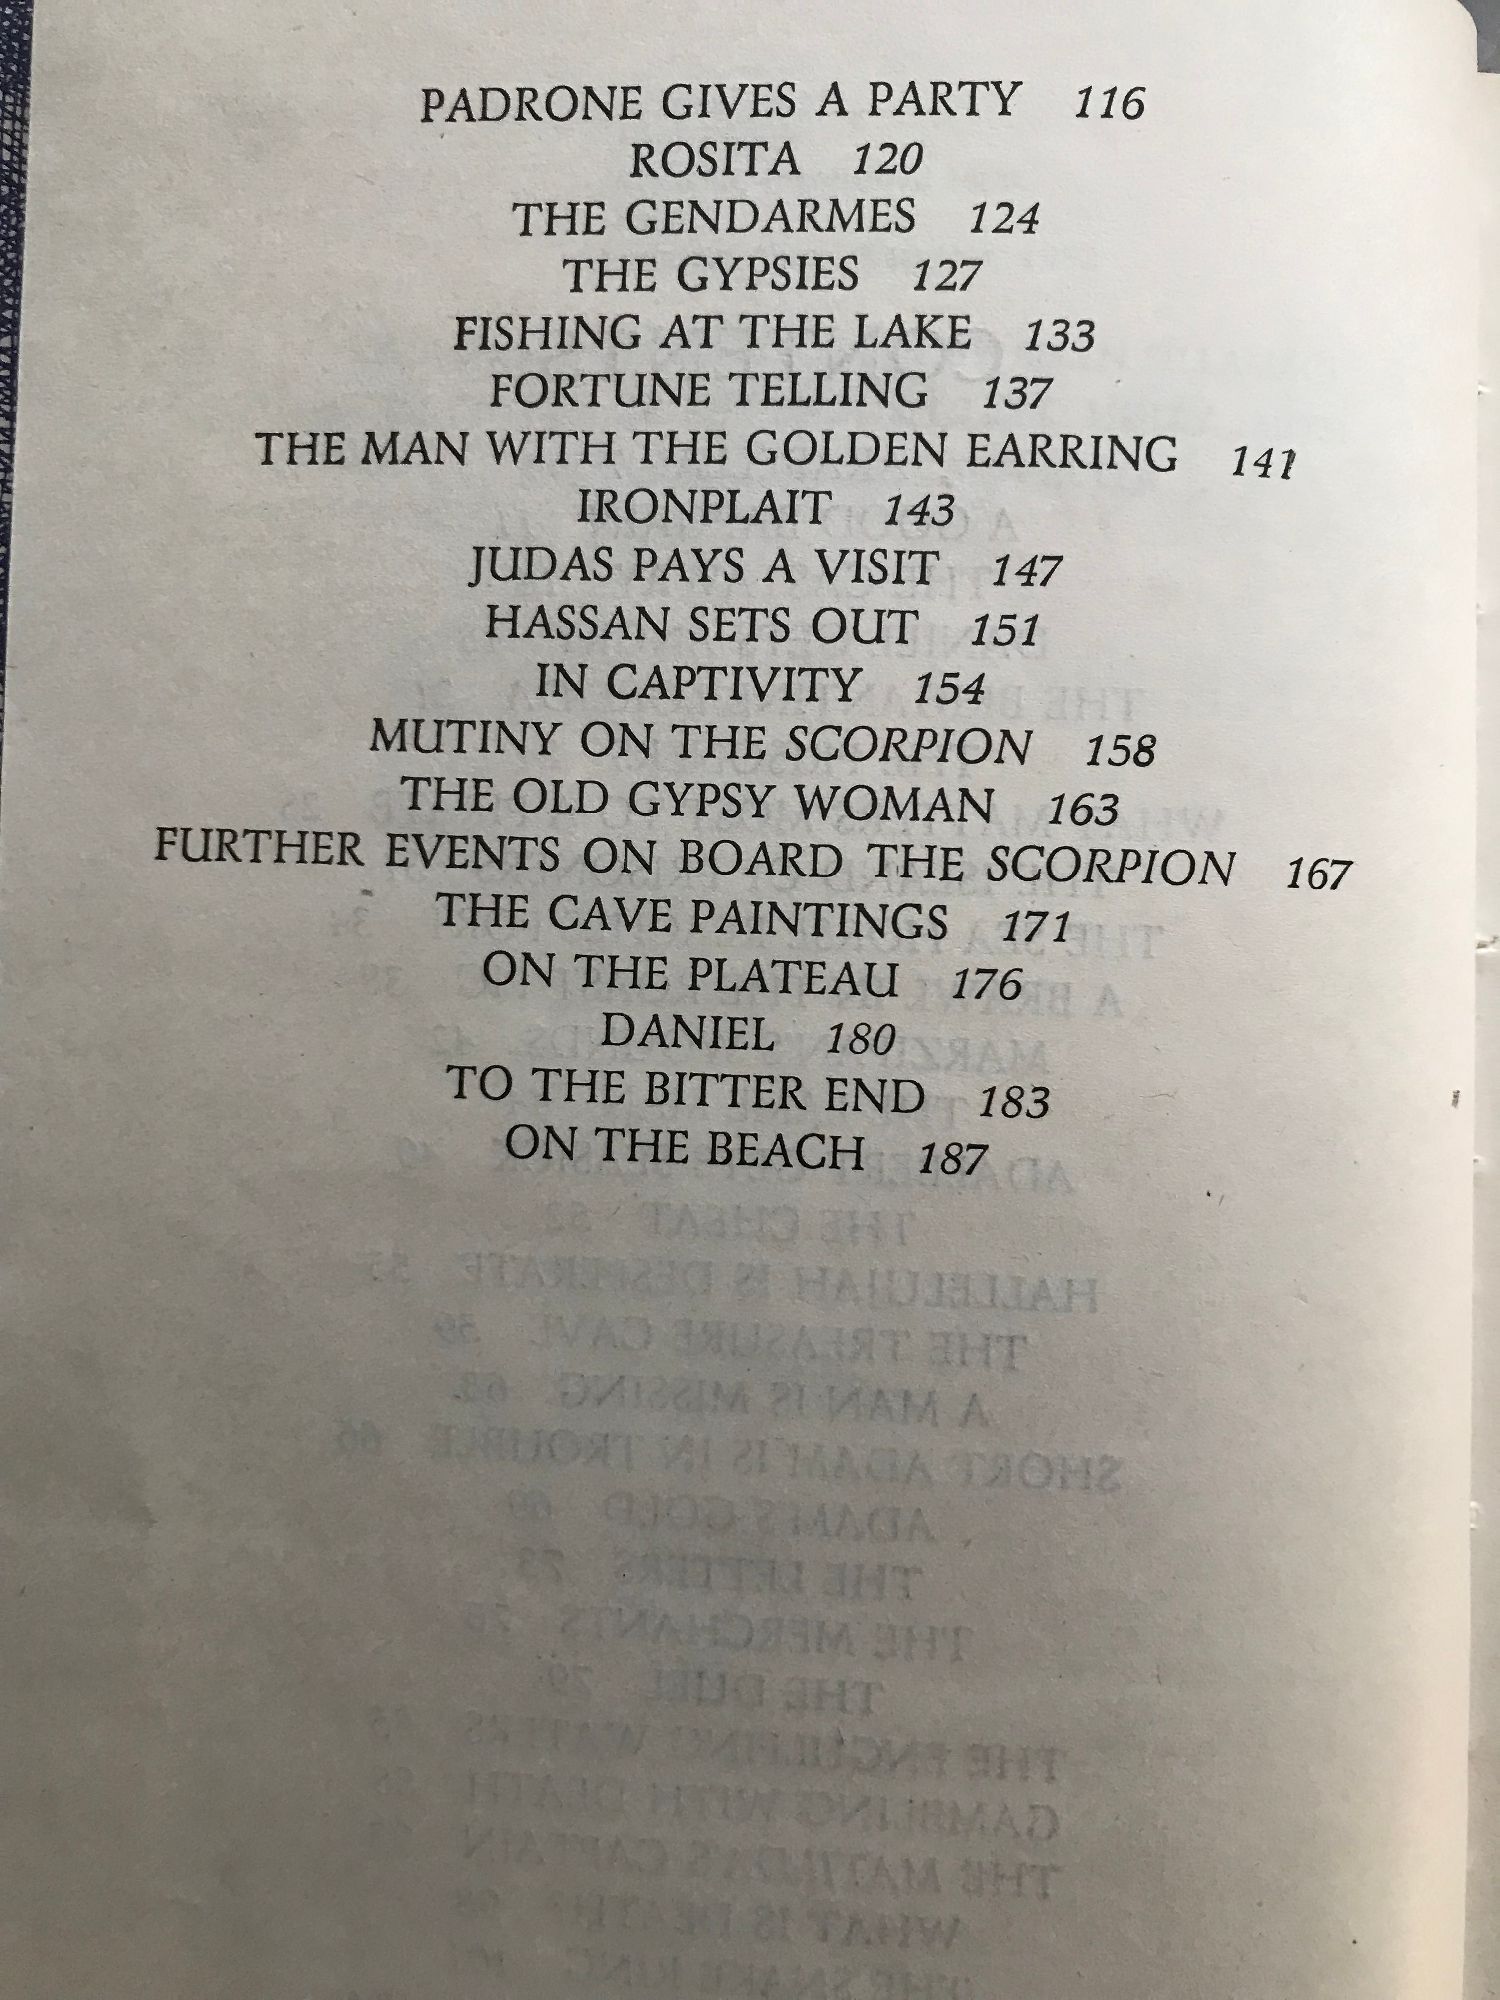 PADRONE GIVES A PARTY 116
ROSITA 120
THE GENDARMES 124
THE GYPSIES 127
FISHING AT THE LAKE 133
FORTUNE TELLING 137
THE MAN WITH THE GOLDEN EARRING 141
IRONPLAIT 143
JUDAS PAYS A VISIT 147
HASSAN SETS OUT 151
IN CAPTIVITY 154
MUTINY ON THE SCORPION 158
THE OLD GYPSY WOMAN 163
FURTHER EVENTS ON BOARD THE SCORPION 167
THE CAVE PAINTINGS 171
ON THE PLATEAU 176
DANIEL 180
TO THE BITTER END 183
ON THE BEACH 187